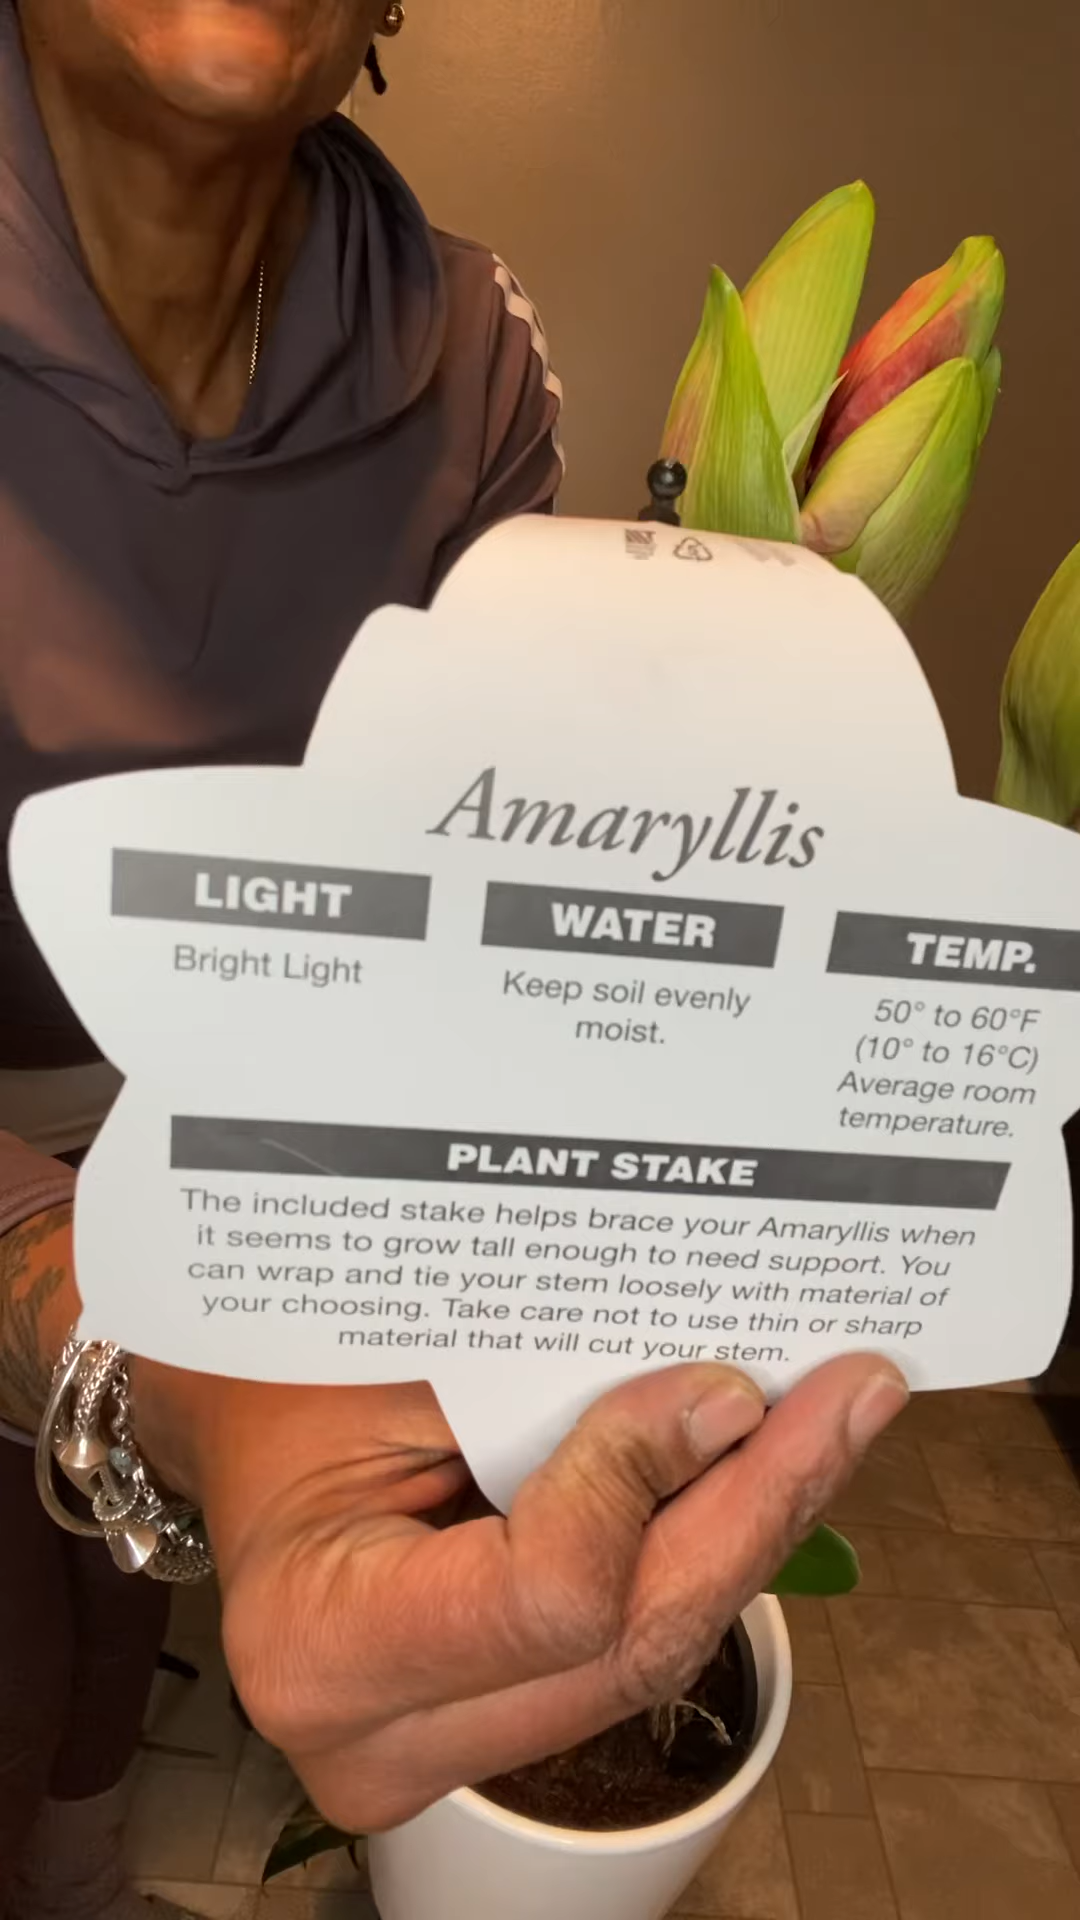 Amaryllis
LIGHT
Bright Light
WATER
Keep soil evenly
moist.
TEMP.
50° to 60°F
(10° to 16°C)
Average room
temperature.
PLANT STAKE
The included stake helps brace your Amaryllis when
it seems to grow tall enough to need support. You
can wrap and tie your stem loosely with material of
your choosing. Take care not to use thin or sharp
material that will cut your stem.